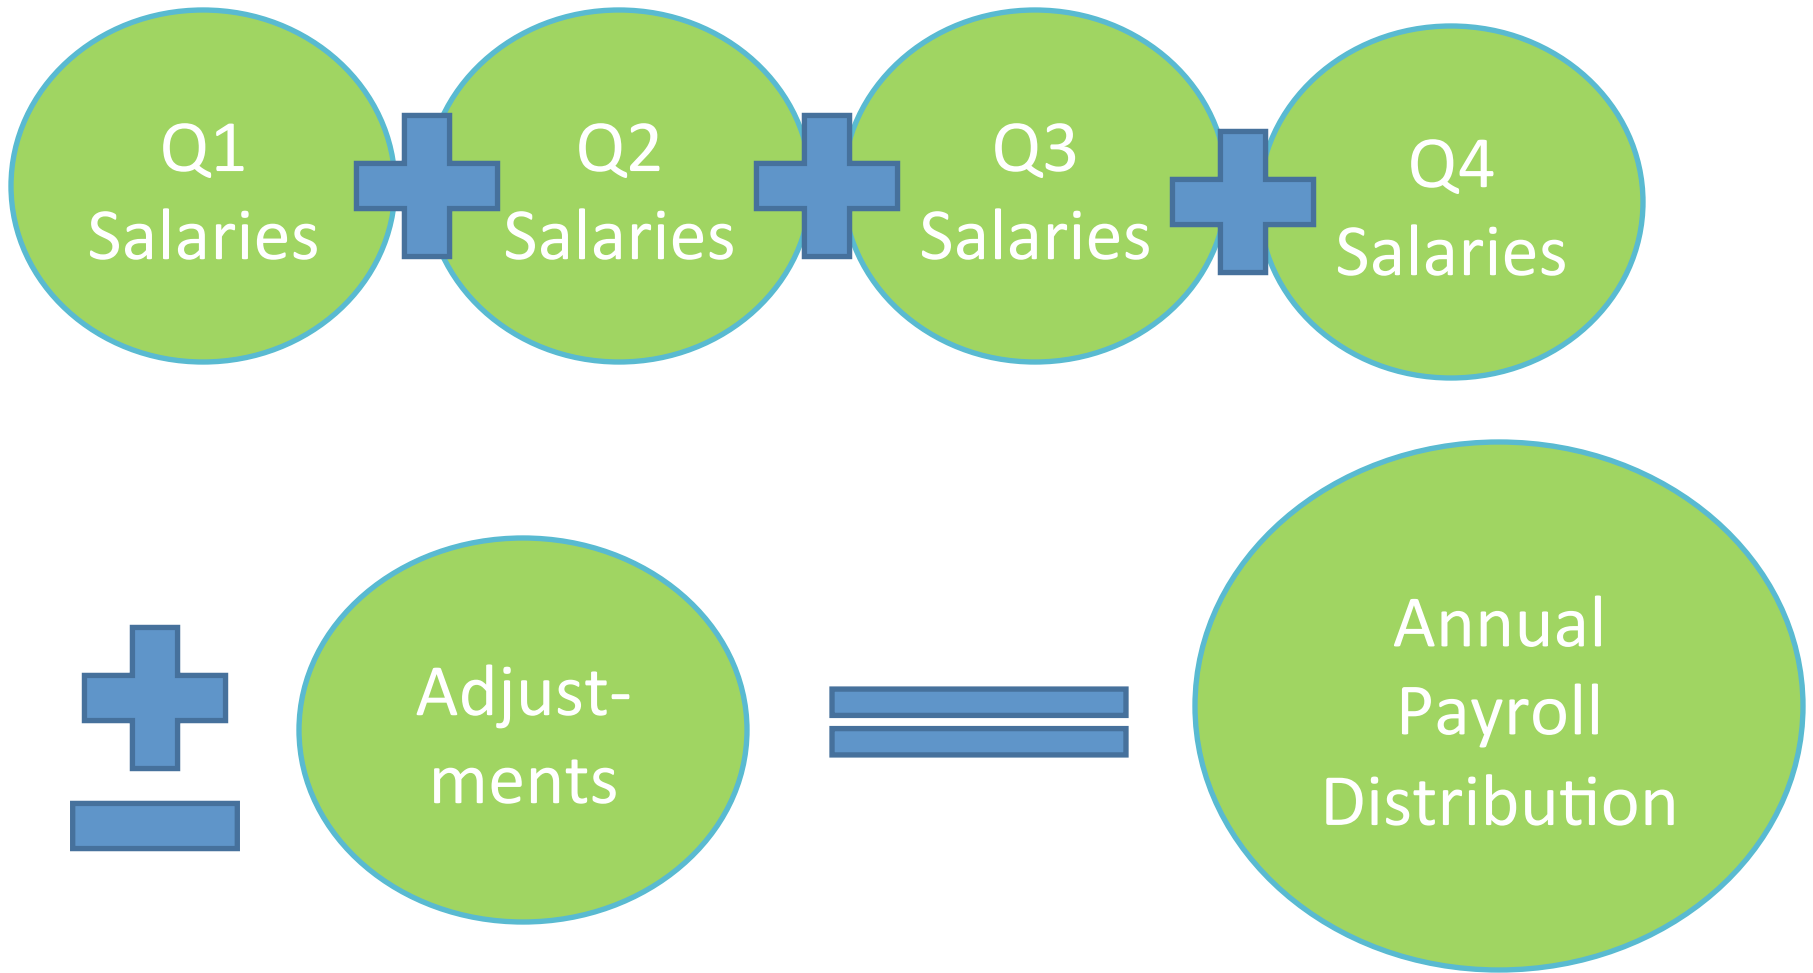 Q1
Salaries
Q2
Salaries
Q3
Salaries
Q4
Salaries
Adjust-
ments
Annual
Payroll
Distribution